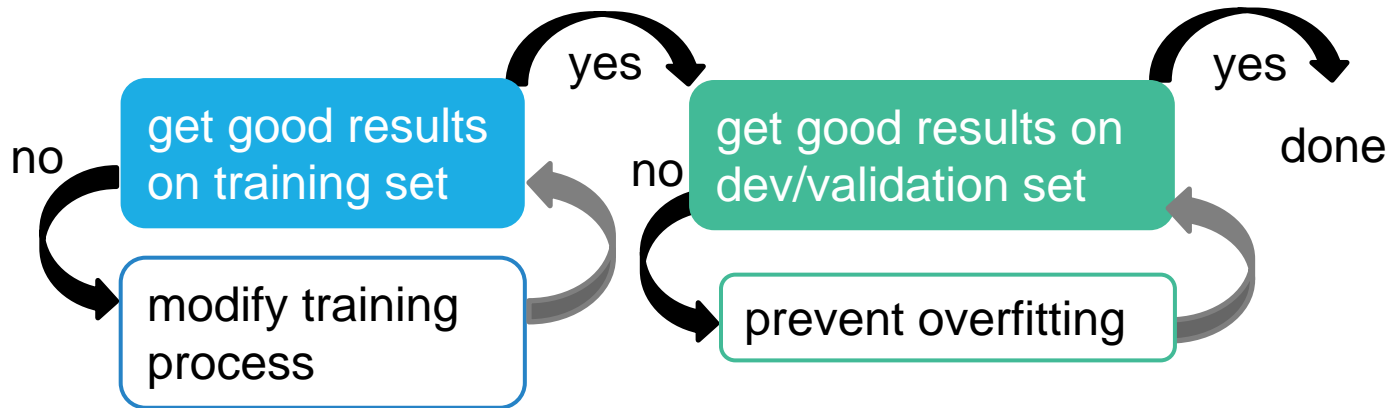 yes
yes
get good results
on training set
get good results on
dev/validation set
no
no
done
modify training
process
prevent overfitting